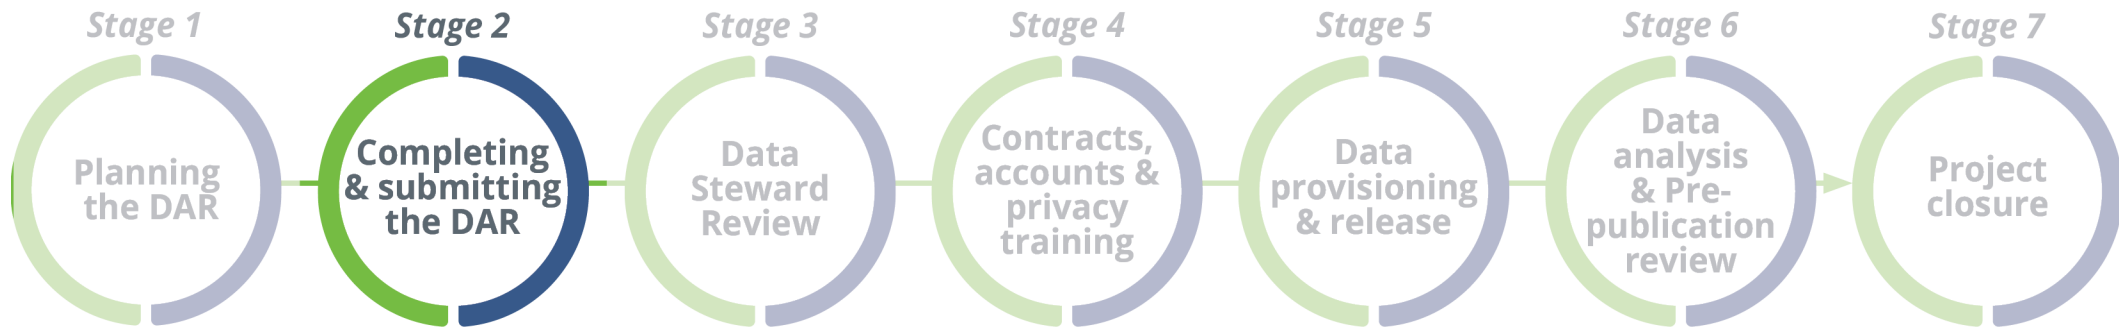 Stage 1
Planning
the DAR
Stage 2
Completing
& submitting
the DAR
Stage 3
Data
Steward
Review
Stage 4
Contracts,
accounts &
privacy
training
Stage 5
Data
provisioning
& release
Stage 6
Data
analysis
& Pre-
publication
review
Stage 7
Project
closure